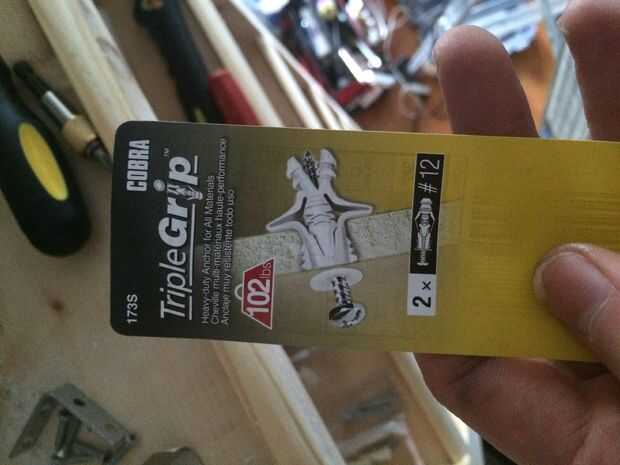 173S
COBRA
TripleGrip™
Heavy-duty Anchor for All Materials
Cheville multi-matériaux haute-performance
Anclaje muy resistente todo uso
102 lbs
2 × #12